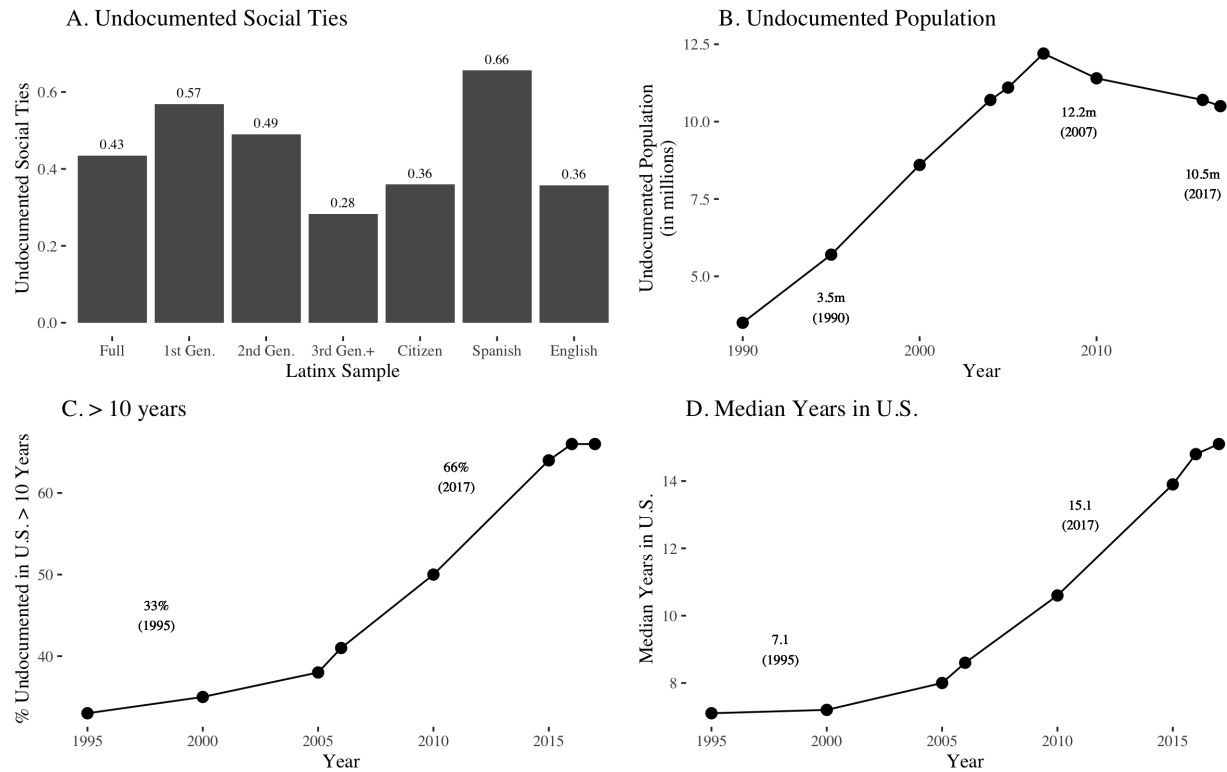 A. Undocumented Social Ties
Undocumented Social Ties
0.6
0.4
0.2
0.0
0.43
0.57
0.49
0.28
0.36
0.66
0.36
Full
1st Gen.
2nd Gen.
3rd Gen.+
Citizen
Spanish
English
Latinx Sample
B. Undocumented Population
Undocumented Population
(in millions)
12.5
10.0
7.5
5.0
12.2m
(2007)
10.5m
(2017)
3.5m
(1990)
1990
2000
2010
Year
C. > 10 years
% Undocumented in U.S. > 10 Years
60
50
40
66%
(2017)
33%
(1995)
1995
2000
2005
2010
2015
Year
D. Median Years in U.S.
Median Years in U.S.
14
12
10
8
15.1
(2017)
7.1
(1995)
1995
2000
2005
2010
2015
Year